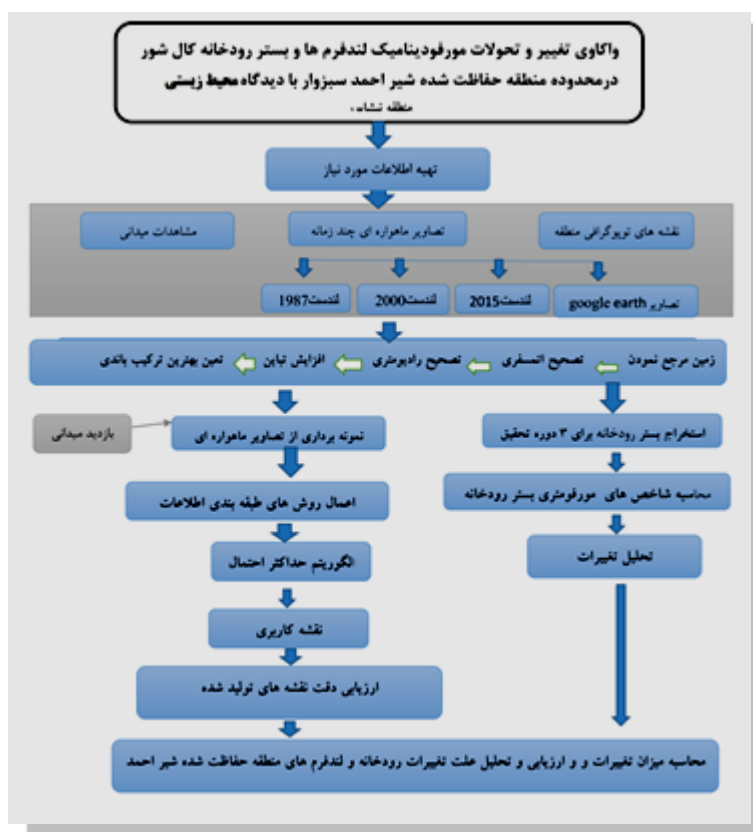 واکاوی تغییر و تحولات مورفودینامیک لندفرم ها و بستر رودخانه کال شور
درمحدوده منطقه حفاظت شده شیر احمد سبزوار با دیدگاه محیط زیستی
منطقه
تهیه اطلاعات مورد نیاز
نقشه های توپوگرافی منطقه
تصاویر ماهواره ای چند زمانه
مشاهدات میدانی
تصاویر google earth
لندست2015
لندست2000
لندست1987
زمین مرجع نمودن
تصحیح اتمسفری
تصحیح رادیومتری
افزایش تباین
تعین بهترین ترکیب باندی
استخراج بستر رودخانه برای ۳ دوره تحقیق
نمونه برداری از تصاویر ماهواره ای
بازدید میدانی
محاسبه شاخص های مورفومتری بستر رودخانه
اعمال روش های طبقه بندی اطلاعات
تحلیل تغییرات
الگوریتم حداکثر احتمال
نقشه کاربری
ارزیابی دقت نقشه های تولید شده
محاسبه میزان تغییرات و و ارزیابی و تحلیل علت تغییرات رودخانه و لندفرم های منطقه حفاظت شده شیر احمد